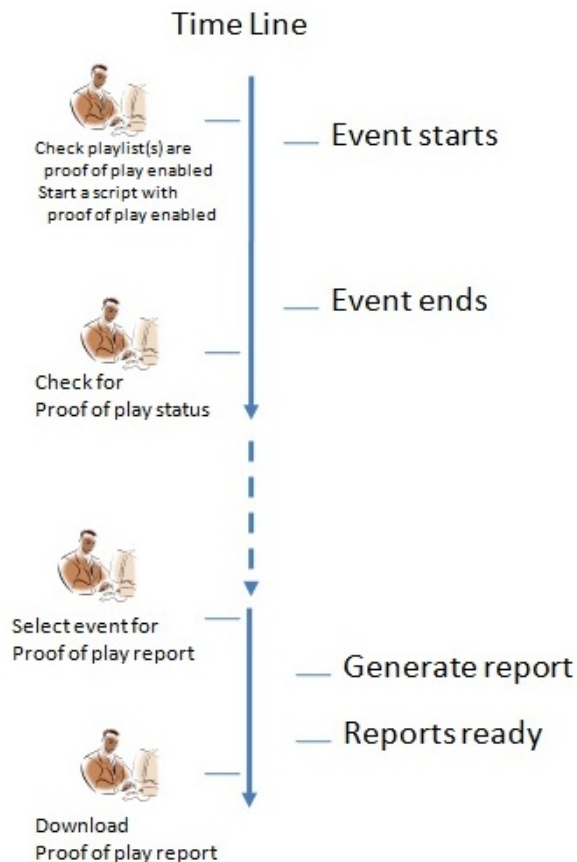 Time Line
Check playlist(s) are
proof of play enabled
Start a script with
proof of play enabled
Event starts
Event ends
Check for
Proof of play status
Select event for
Proof of play report
Generate report
Reports ready
Download
Proof of play report